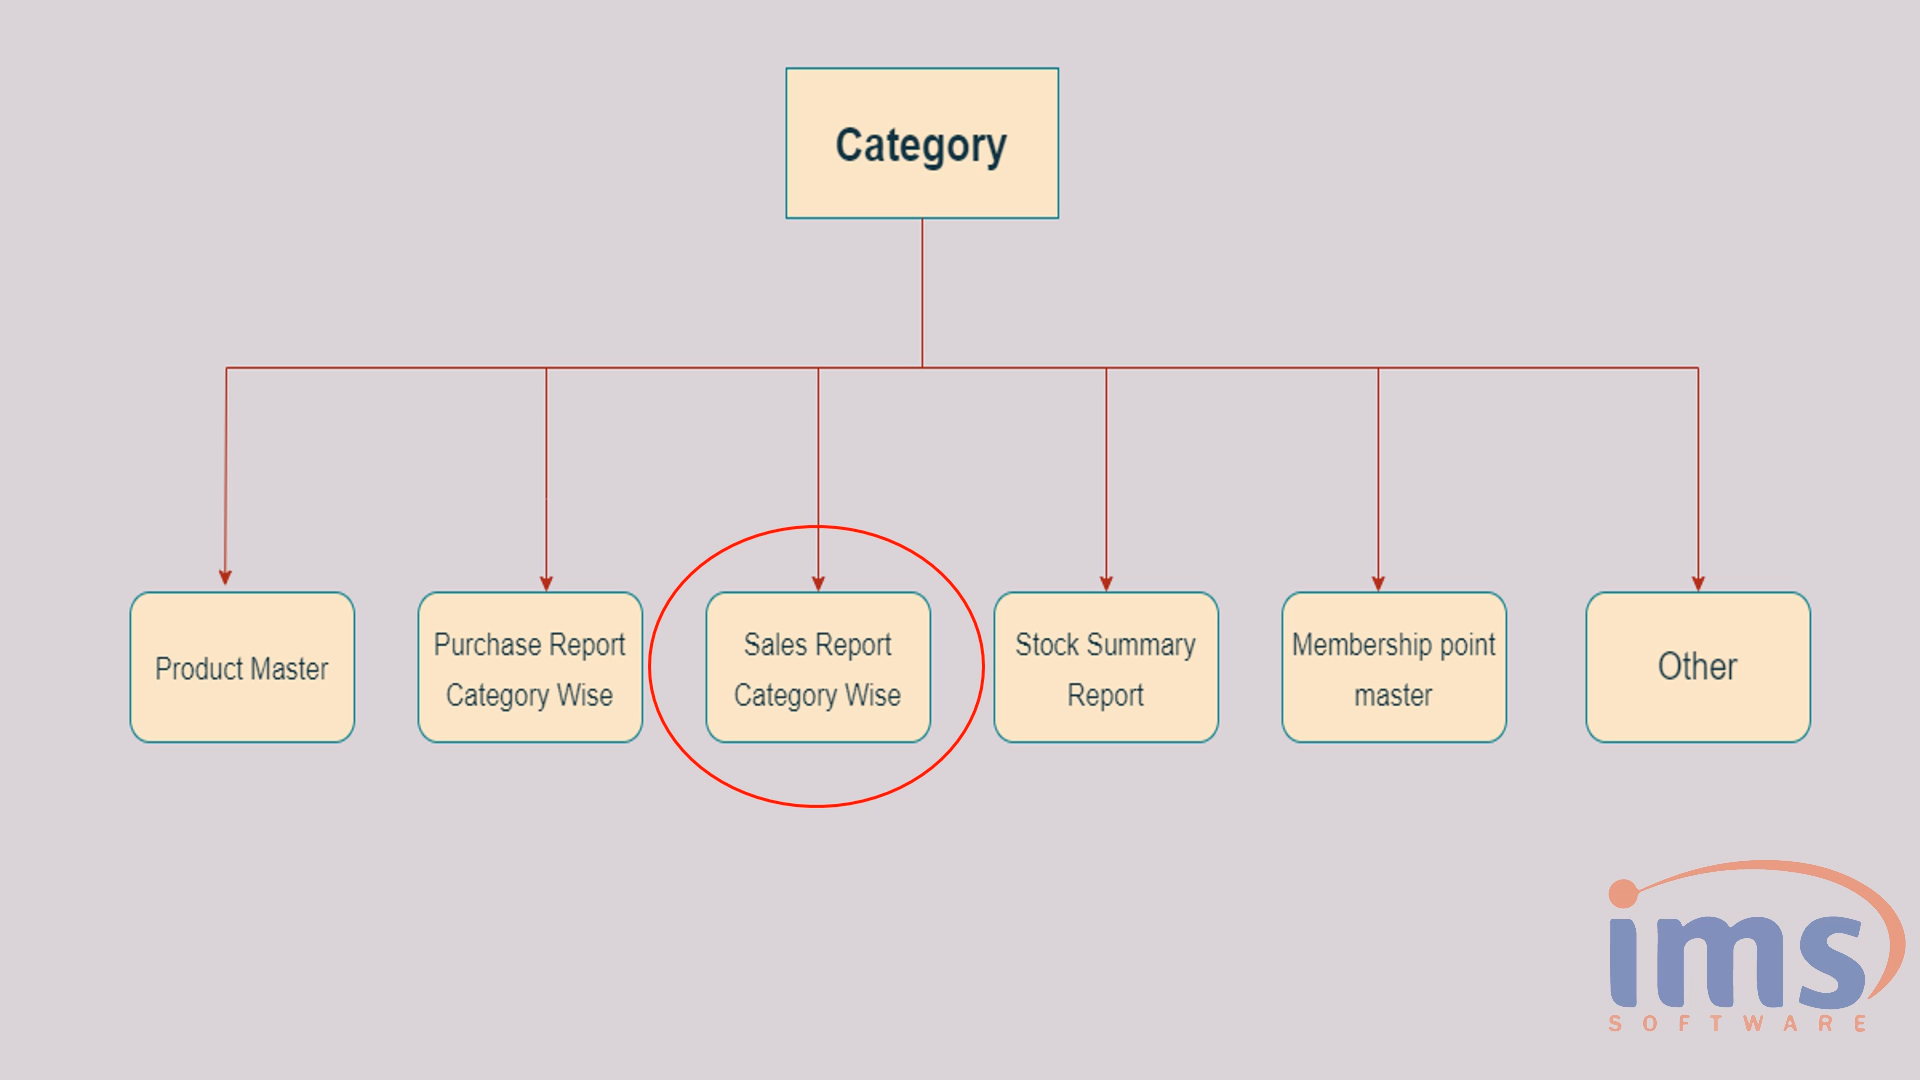 Category
Product Master
Purchase Report
Category Wise
Sales Report
Category Wise
Stock Summary
Report
Membership point
master
Other
ims
SOFTWARE